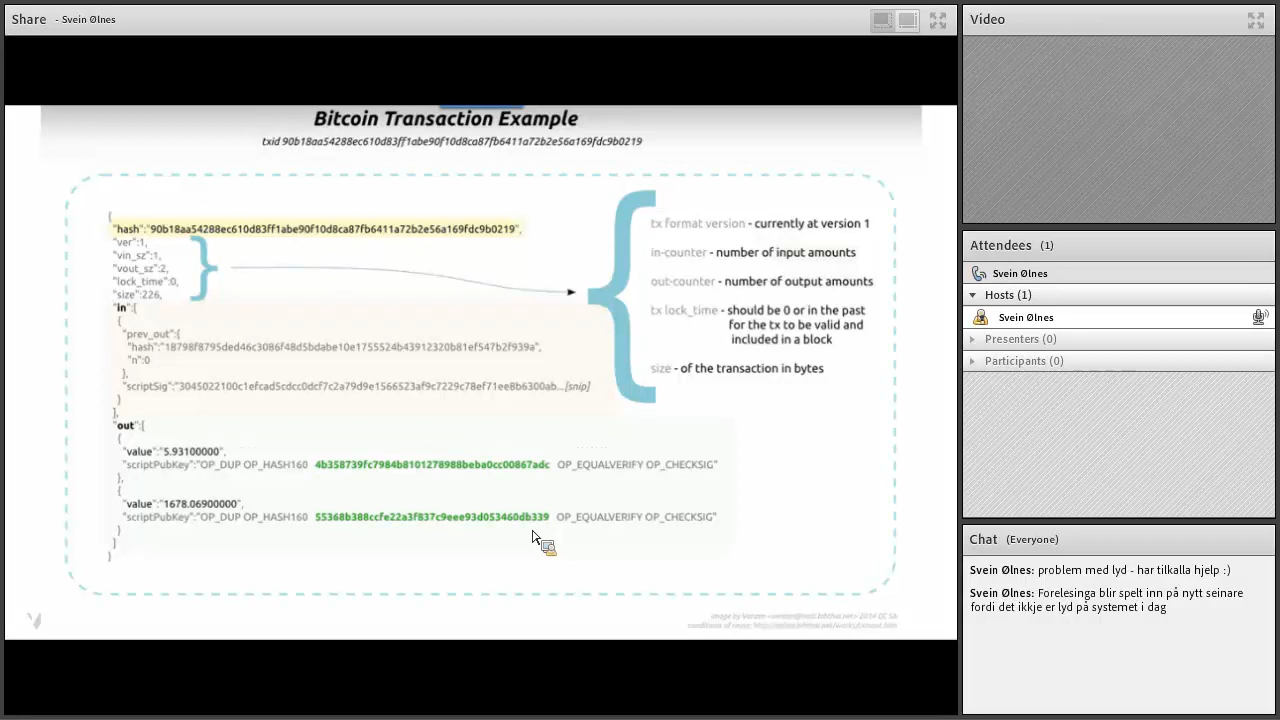 Share - Svein Ølnes
Bitcoin Transaction Example
txid 90b18aa54288ec610d83ff1abe90f10d8ca87fb6411a72b2e56a169fdc9b0219
{
"hash":"90b18aa54288ec610d83ff1abe90f10d8ca87fb6411a72b2e56a169fdc9b0219",
"ver":1,
"vin_sz":1,
"vout_sz":2,
"lock_time":0,
"size":226,
"in":[
{
"prev_out":{
"hash":"18798f8795ded46c3086f48d5bdabe10e1755524b43912320b81ef547b2f939a",
"n":0
},
"scriptSig":"3045022100c1efcad5cdcc0dcf7c2a79d9e1566523af9c7229c78ef71ee8b6300ab...[snip]
}
],
"out":[
{
"value":"5.93100000",
"scriptPubKey":"OP_DUP OP_HASH160 4b358739fc7984b8101278988beba0cc00867adc OP_EQUALVERIFY OP_CHECKSIG"
},
{
"value":"1678.06900000",
"scriptPubKey":"OP_DUP OP_HASH160 55368b388ccfe22a3f837c9eee93d053460db339 OP_EQUALVERIFY OP_CHECKSIG"
}
]
}
tx format version - currently at version 1
in-counter - number of input amounts
out-counter - number of output amounts
tx lock_time - should be 0 or in the past
for the tx to be valid and
included in a block
size - of the transaction in bytes
Video
Attendees (1)
Svein Ølnes
Hosts (1)
Svein Ølnes
Presenters (0)
Participants (0)
Chat (Everyone)
Svein Ølnes: problem med lyd - har tilkalla hjelp :)
Svein Ølnes: Forelesinga blir spelt inn på nytt seinare
fordi det ikkje er lyd på systemet i dag